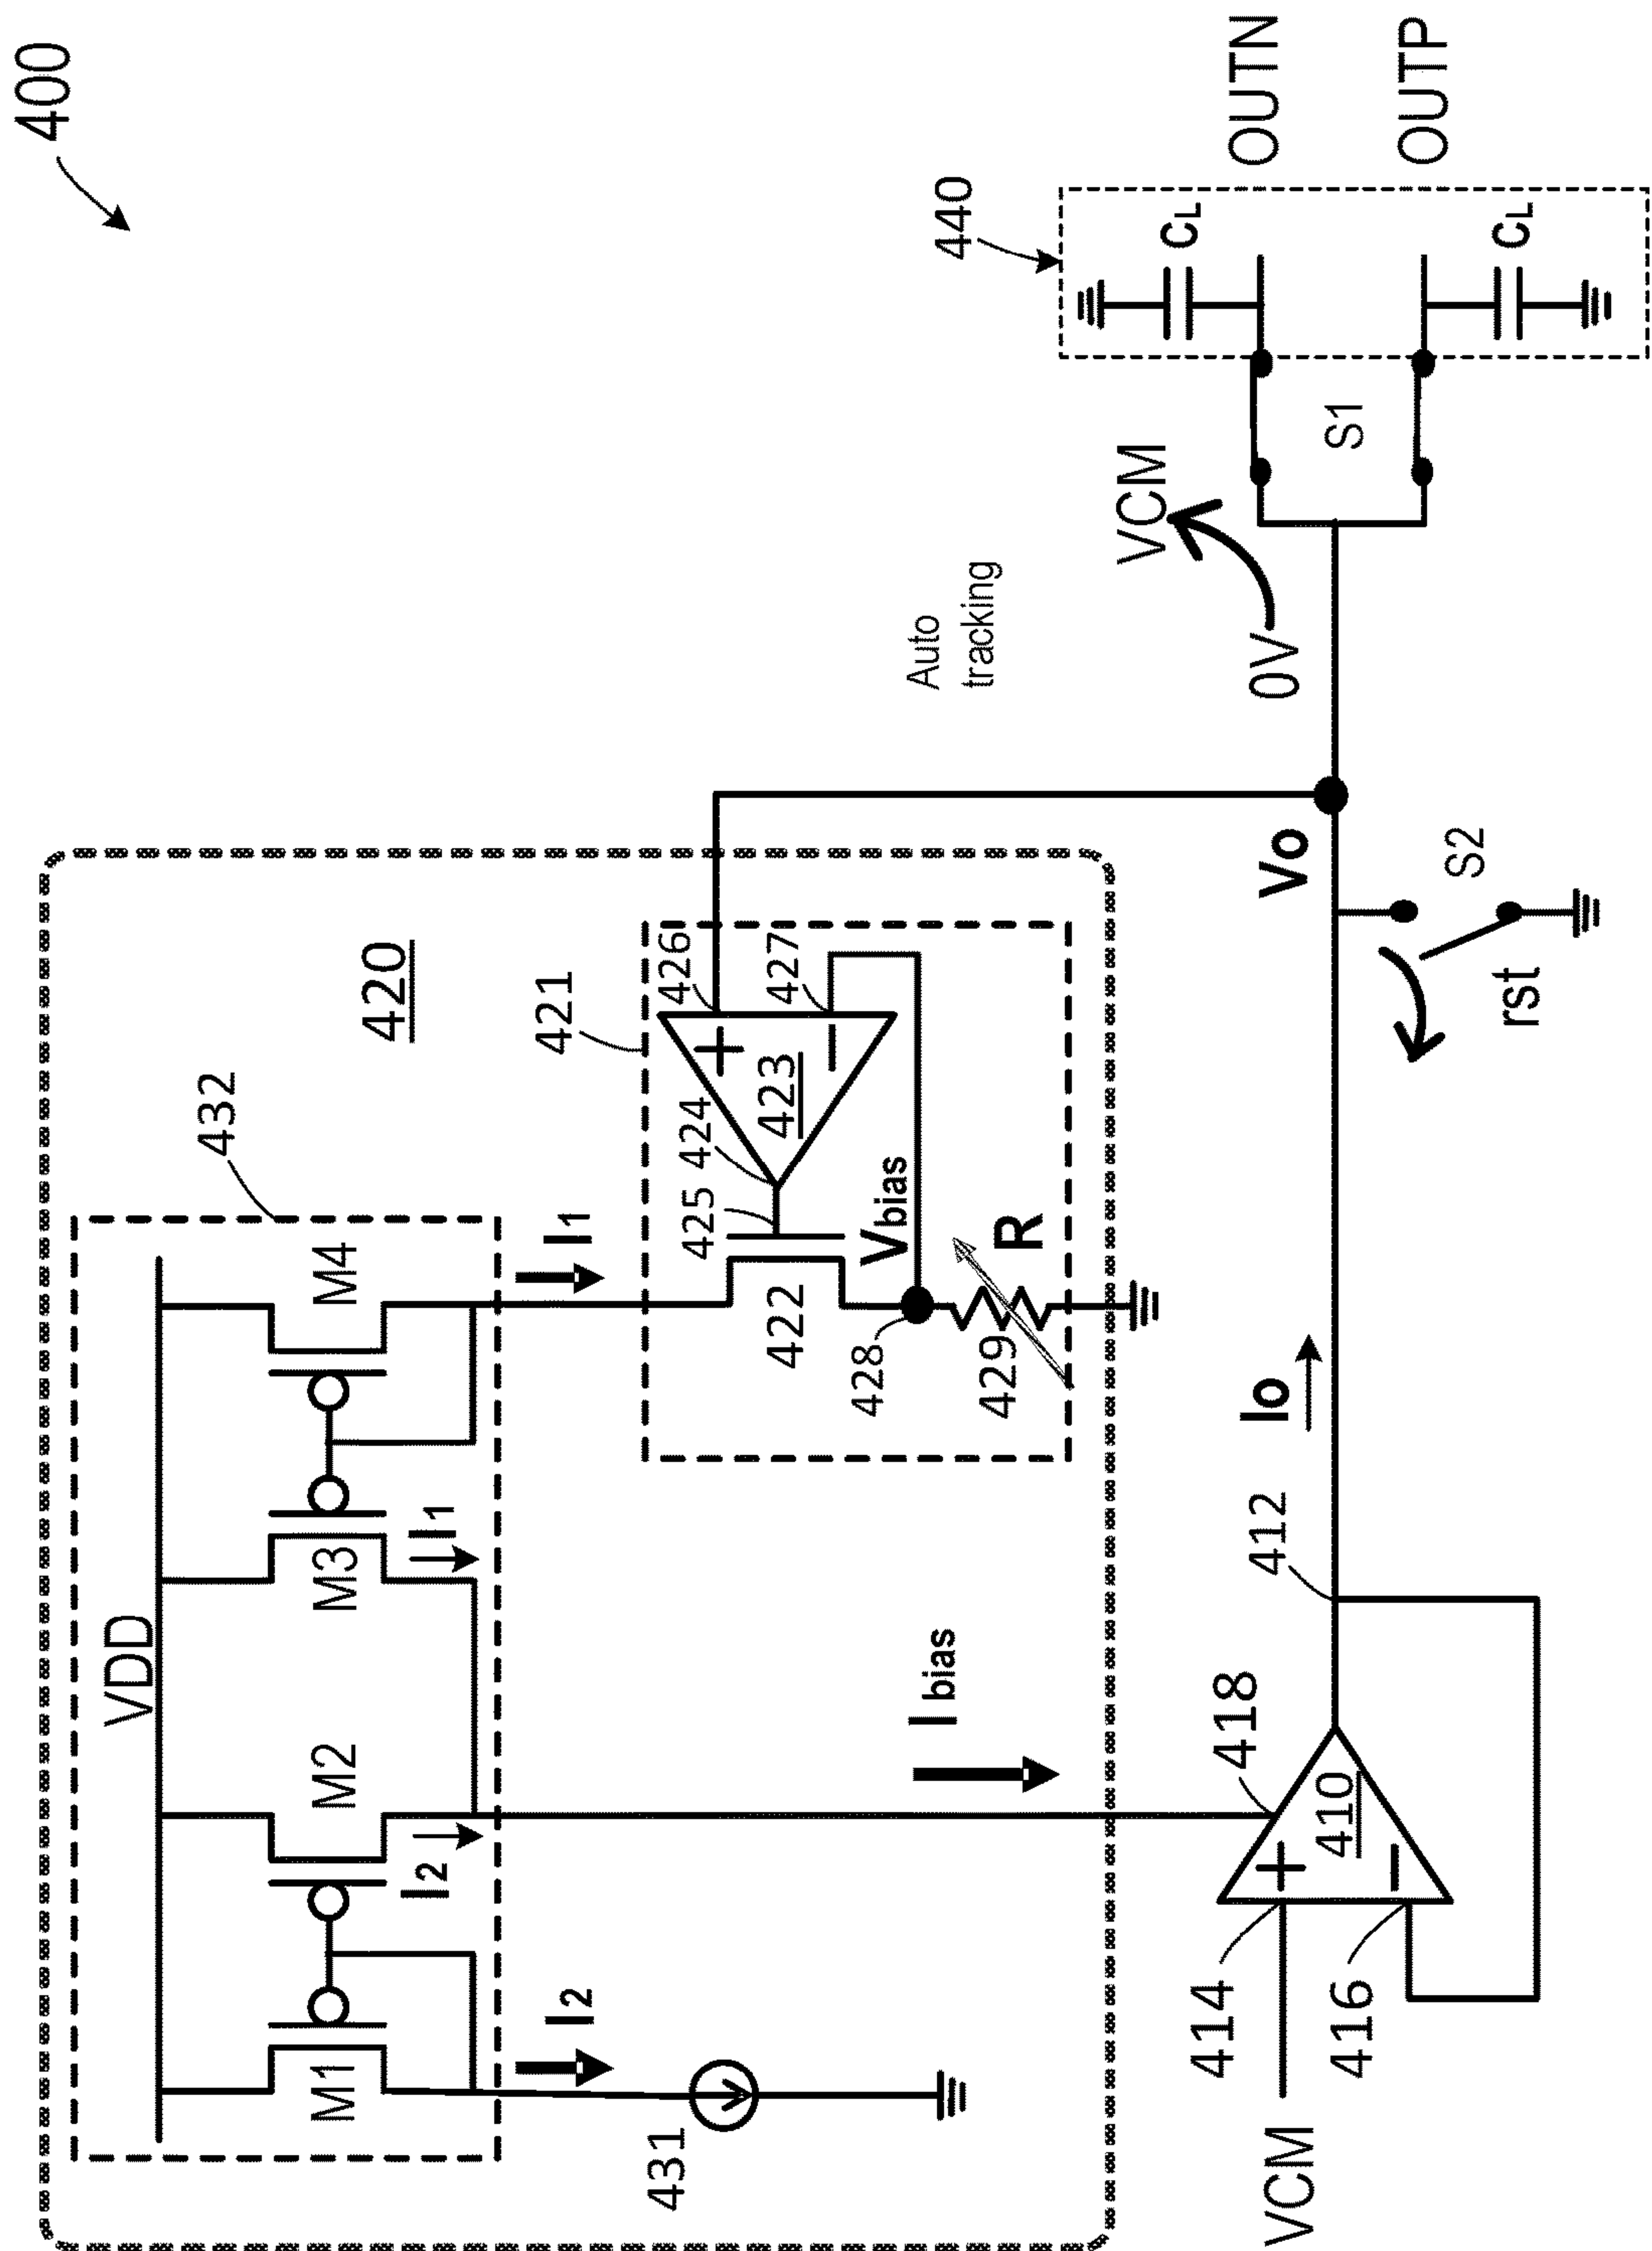 400
420
432
VDD
M1
M2
M3
M4
I2
I1
I2
I1
431
Ibias
421
422
423
424
425
426
427
428
429
Vbias
R
Auto
tracking
VCM
0V
440
CL
OUTN
S1
OUTP
CL
VCM
414
416
410
418
412
Io
Vo
S2
rst